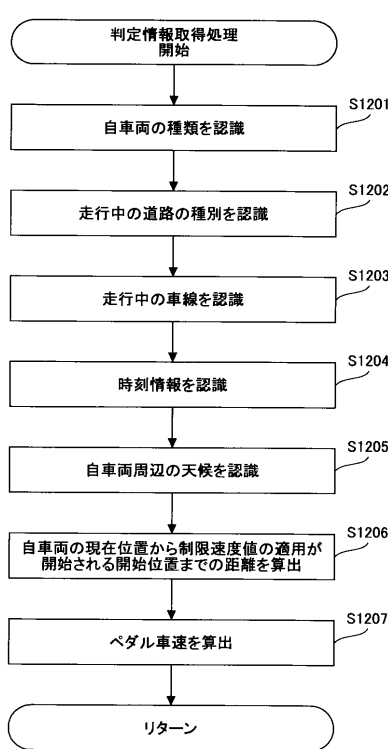 判定情報取得処理
開始
S1201
自車両の種類を認識
S1202
走行中の道路の種別を認識
S1203
走行中の車線を認識
S1204
時刻情報を認識
S1205
自車両周辺の天候を認識
S1206
自車両の現在位置から制限速度値の適用が
開始される開始位置までの距離を算出
S1207
ペダル車速を算出
リターン